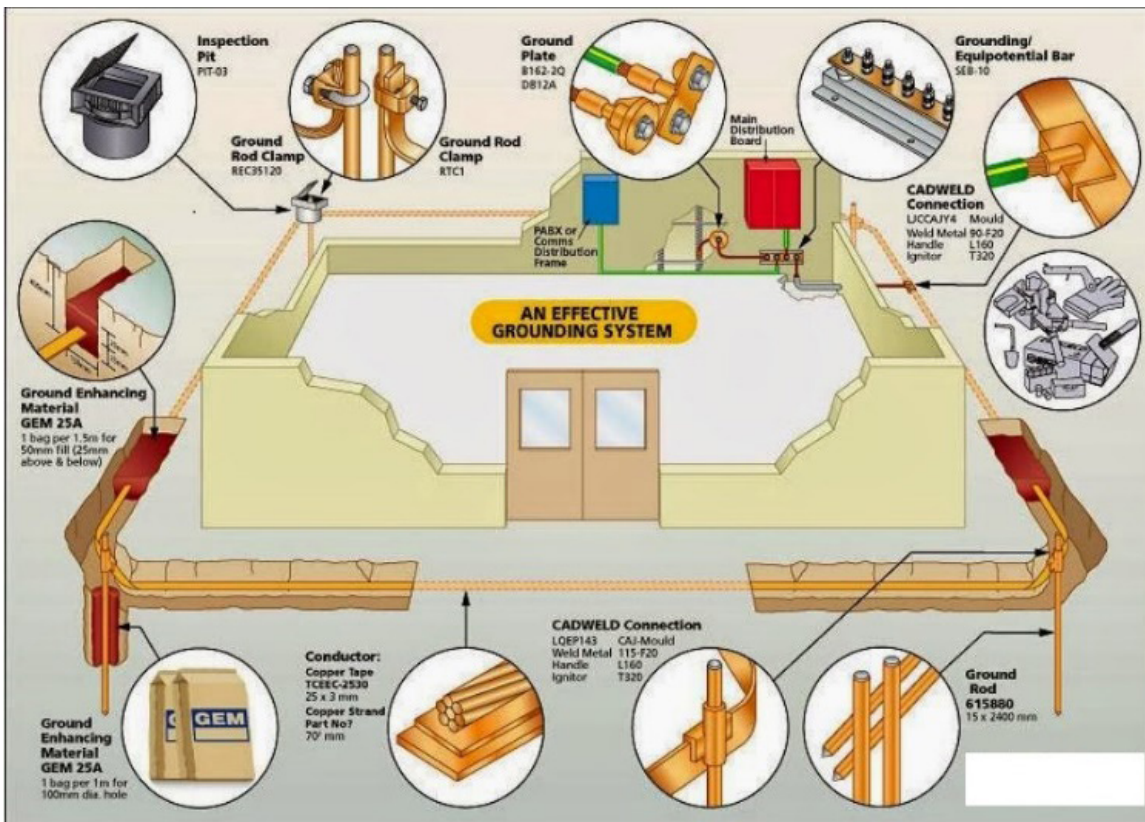 Inspection
Pit
PIT-03
Ground
Rod Clamp
REC35120
Ground Rod
Clamp
RTC1
Ground
Plate
B162-2Q
DB12A
Main
Distribution
Board
Grounding/
Equipotential Bar
SEB-10
CADWELD
Connection
LJCCAJY4 Mould
Weld Metal 90-F20
Handle L160
Ignitor T320
PABX or
Comms
Distribution
Frame
AN EFFECTIVE
GROUNDING SYSTEM
Ground Enhancing
Material
GEM 25A
1 bag per 1.5m for
50mm fill (25mm
above & below)
Ground
Enhancing
Material
GEM 25A
1 bag per 1m for
100mm dia. hole
GEM
Conductor:
Copper Tape
TCEEC-2530
25 x 3 mm
Copper Strand
Part No?
70' mm
CADWELD Connection
LQEP143 CAJ-Mould
Weld Metal 115-F20
Handle L160
Ignitor T320
Ground
Rod
615880
15 x 2400 mm